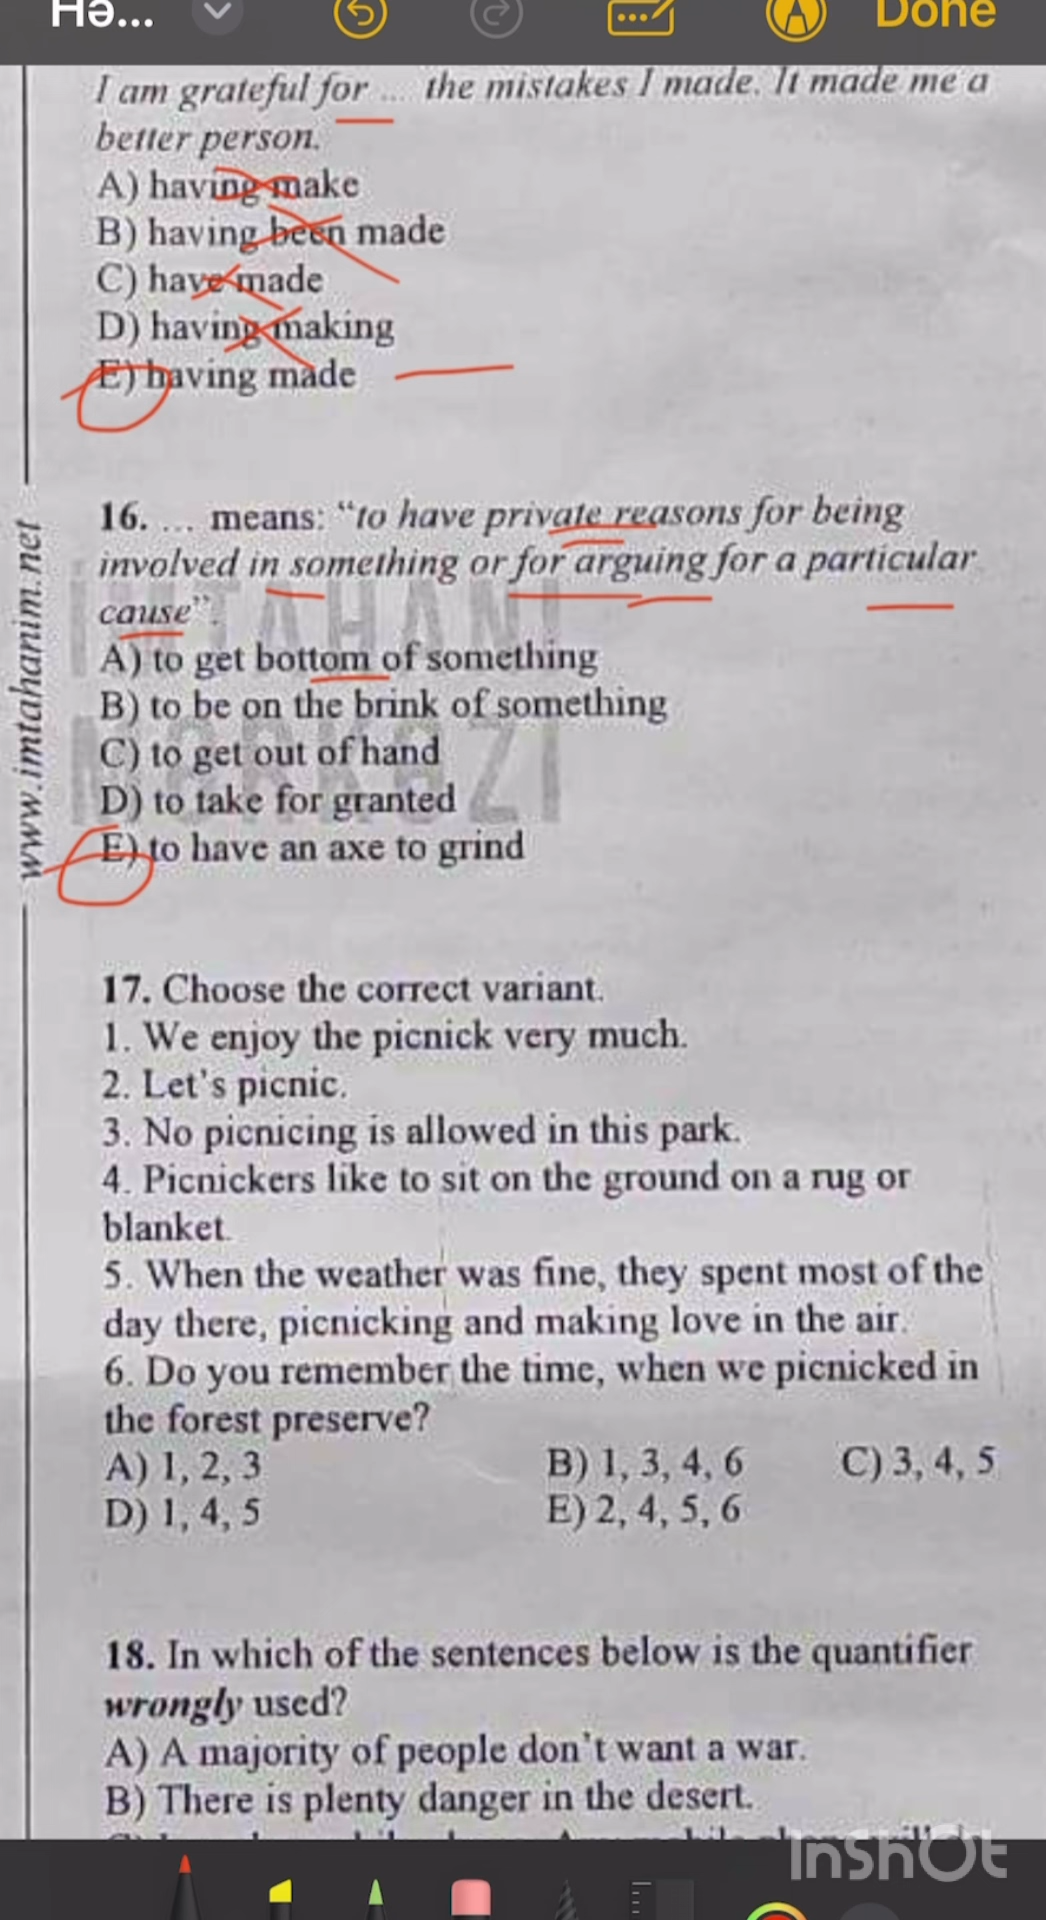 Hə...
Done
I am grateful for ... the mistakes I made. It made me a
better person.
A) having make
B) having been made
C) have made
D) having making
E) having made
www.imtahanim.net
16. ... means: "to have private reasons for being
involved in something or for arguing for a particular
cause".
IMTAHAN
MƏRKƏZI
A) to get bottom of something
B) to be on the brink of something
C) to get out of hand
D) to take for granted
E) to have an axe to grind
17. Choose the correct variant.
1. We enjoy the picnick very much.
2. Let's picnic.
3. No picnicing is allowed in this park.
4. Picnickers like to sit on the ground on a rug or
blanket.
5. When the weather was fine, they spent most of the
day there, picnicking and making love in the air.
6. Do you remember the time, when we picnicked in
the forest preserve?
A) 1, 2, 3 B) 1, 3, 4, 6 C) 3, 4, 5
D) 1, 4, 5 E) 2, 4, 5, 6
18. In which of the sentences below is the quantifier
wrongly used?
A) A majority of people don't want a war.
B) There is plenty danger in the desert.
InShOt